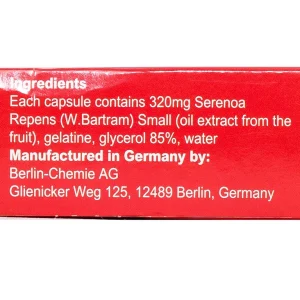 Ingredients
Each capsule contains 320mg Serenoa
Repens (W.Bartram) Small (oil extract from the
fruit), gelatine, glycerol 85%, water
Manufactured in Germany by:
Berlin-Chemie AG
Glienicker Weg 125, 12489 Berlin, Germany